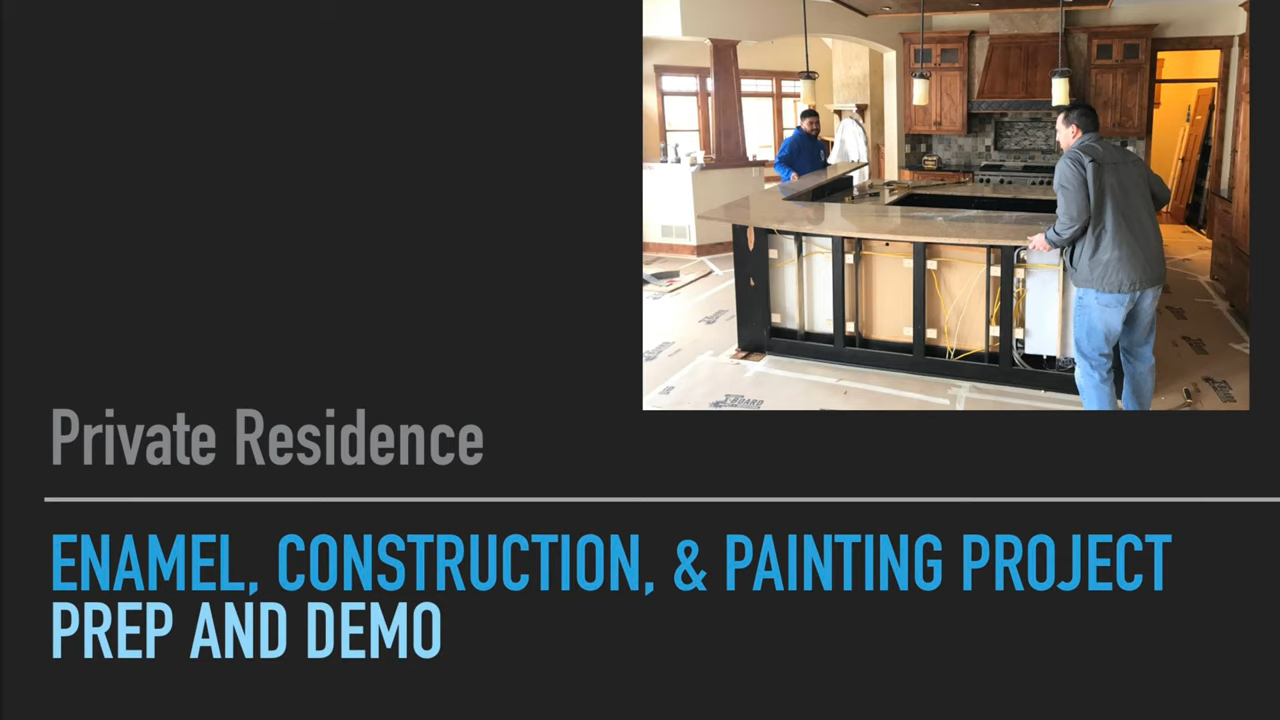 Private Residence
ENAMEL, CONSTRUCTION, & PAINTING PROJECT
PREP AND DEMO